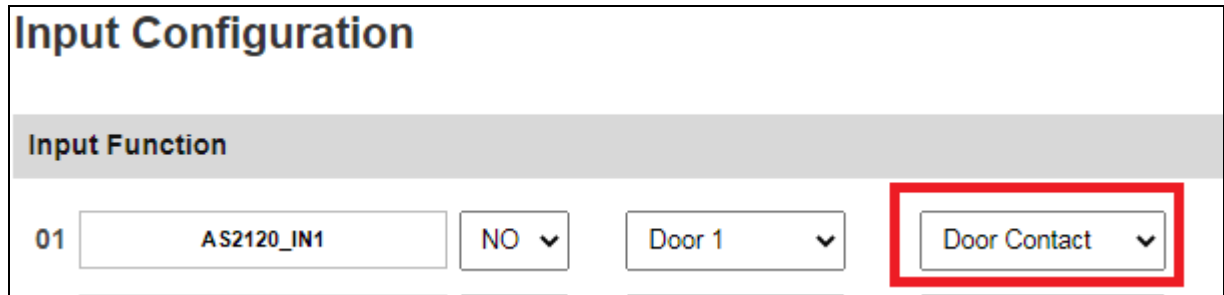 Input Configuration
Input Function
01 AS2120_IN1 NO Door 1 Door Contact